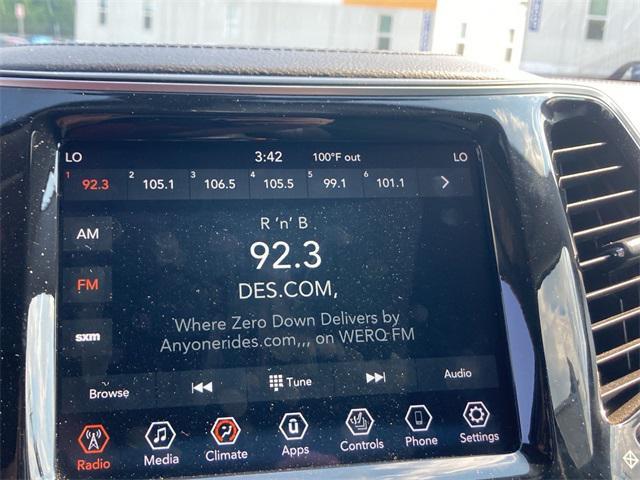 LO 3:42 100°F out LO
1 92.3 2 105.1 3 106.5 4 105.5 5 99.1 6 101.1
AM
FM
sxm
R 'n' B
92.3
DES.COM,
Where Zero Down Delivers by
Anyonerides.com,,, on WERQ-FM
Browse Tune Audio
Radio Media Climate Apps Controls Phone Settings